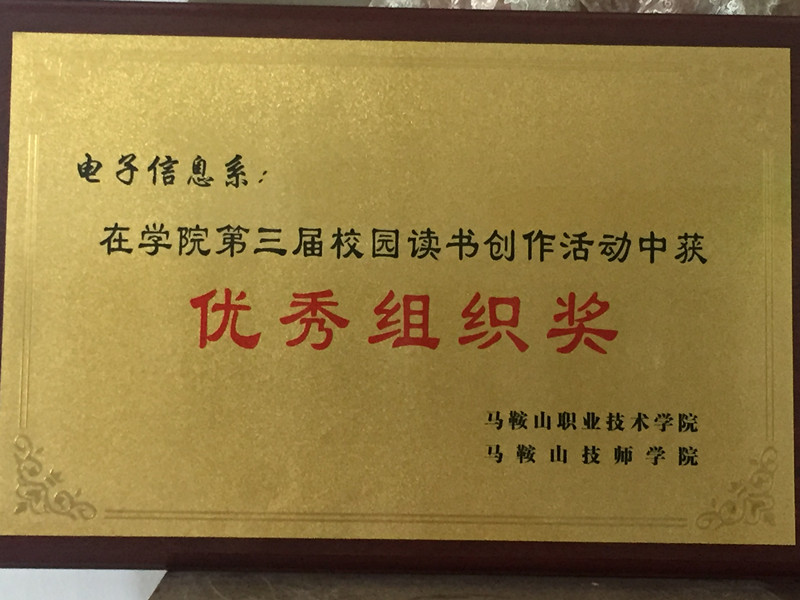 电子信息系：
在学院第三届校园读书创作活动中获
优秀组织奖
马鞍山职业技术学院
马鞍山技师学院